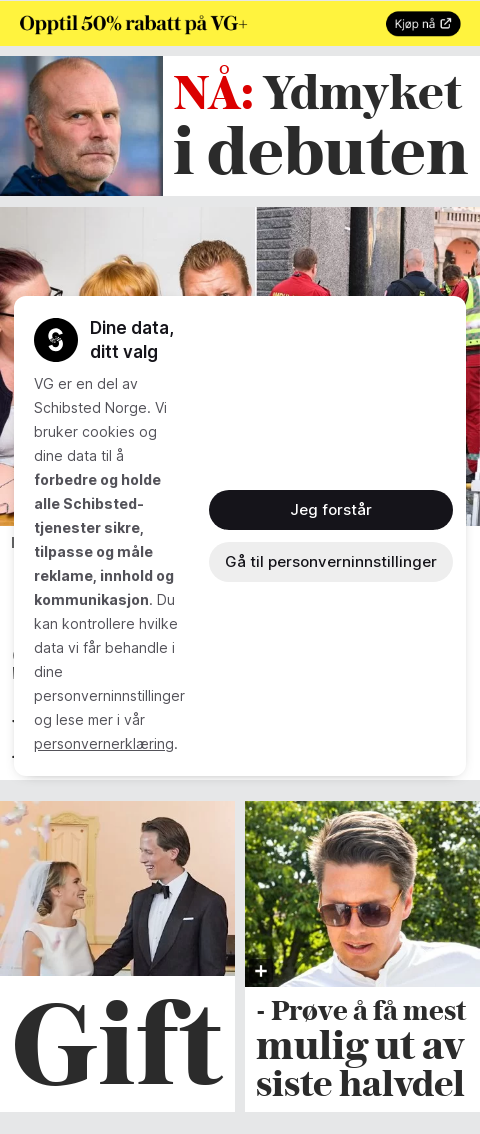 Opptil 50% rabatt på VG+
Kjøp nå
NÅ: Ydmyket
i debuten
Dine data,
ditt valg
VG er en del av
Schibsted Norge. Vi
bruker cookies og
dine data til å
forbedre og holde
alle Schibsted-
tjenester sikre,
tilpasse og måle
reklame, innhold og
kommunikasjon. Du
kan kontrollere hvilke
data vi får behandle i
dine
personverninnstillinger
og lese mer i vår
personvernerklæring.
Jeg forstår
Gå til personverninnstillinger
Gift
- Prøve å få mest
mulig ut av
siste halvdel